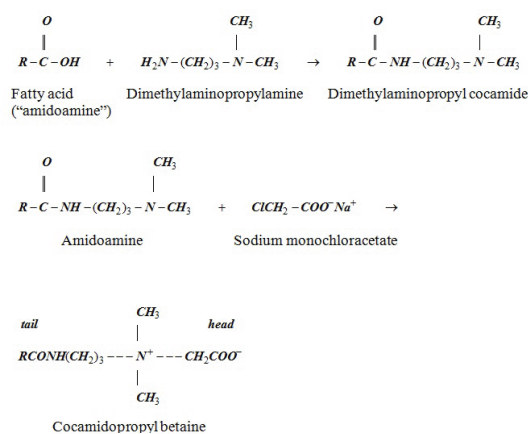 O CH₃ O CH₃
‖ | ‖ |
R–C–OH + H₂N–(CH₂)₃–N–CH₃ → R–C–NH–(CH₂)₃–N–CH₃
Fatty acid Dimethylaminopropylamine Dimethylaminopropyl cocamide
("amidoamine")
O CH₃
‖ |
R–C–NH–(CH₂)₃–N–CH₃ + ClCH₂–COO⁻Na⁺ →
Amidoamine Sodium monochloracetate
CH₃
tail | head
RCONH(CH₂)₃---N⁺---CH₂COO⁻
|
CH₃
Cocamidopropyl betaine